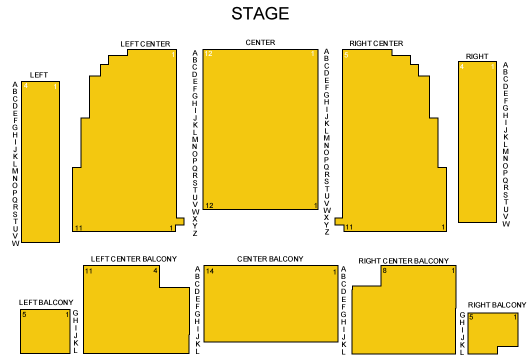 STAGE
LEFT CENTER
CENTER
RIGHT CENTER
RIGHT
LEFT
1
12 1
4 1
4 1
A
B
C
D
E
F
G
H
I
J
K
L
M
N
O
P
Q
R
S
T
U
V
W
A
B
C
D
E
F
G
H
I
J
K
L
M
N
O
P
Q
R
S
T
U
V
W
X
Y
Z
A
B
C
D
E
F
G
H
I
J
K
L
M
N
O
P
Q
R
S
T
U
V
W
X
Y
Z
A
B
C
D
E
F
G
H
I
J
K
L
M
N
O
P
Q
R
S
T
U
V
W
12 1
11 1
11 1
LEFT CENTER BALCONY
CENTER BALCONY
RIGHT CENTER BALCONY
11 4
14 1
8 1
A
B
C
D
E
F
G
H
I
J
K
L
A
B
C
D
E
F
G
H
I
J
K
L
LEFT BALCONY
RIGHT BALCONY
5 1
5 1
G
H
I
J
K
L
G
H
I
J
K
L